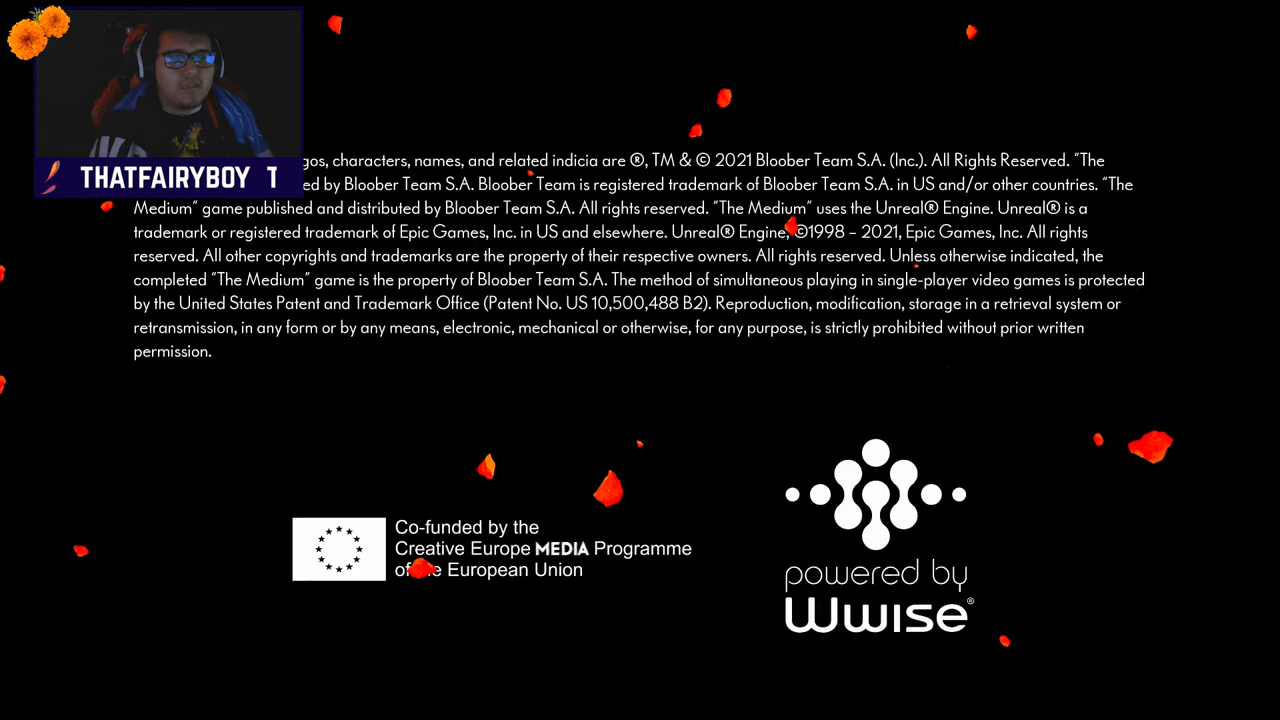 THATFAIRYBOY T
characters, names, and related indicia are ®, TM & © 2021 Bloober Team S.A. (Inc.). All Rights Reserved. "The
by Bloober Team S.A. Bloober Team is registered trademark of Bloober Team S.A. in US and/or other countries. "The
Medium" game published and distributed by Bloober Team S.A. All rights reserved. "The Medium" uses the Unreal® Engine. Unreal® is a
trademark or registered trademark of Epic Games, Inc. in US and elsewhere. Unreal® Engine, ©1998 – 2021, Epic Games, Inc. All rights
reserved. All other copyrights and trademarks are the property of their respective owners. All rights reserved. Unless otherwise indicated, the
completed "The Medium" game is the property of Bloober Team S.A. The method of simultaneous playing in single-player video games is protected
by the United States Patent and Trademark Office (Patent No. US 10,500,488 B2). Reproduction, modification, storage in a retrieval system or
retransmission, in any form or by any means, electronic, mechanical or otherwise, for any purpose, is strictly prohibited without prior written
permission.
Co-funded by the
Creative Europe MEDIA Programme
of the European Union
powered by
Wwise®